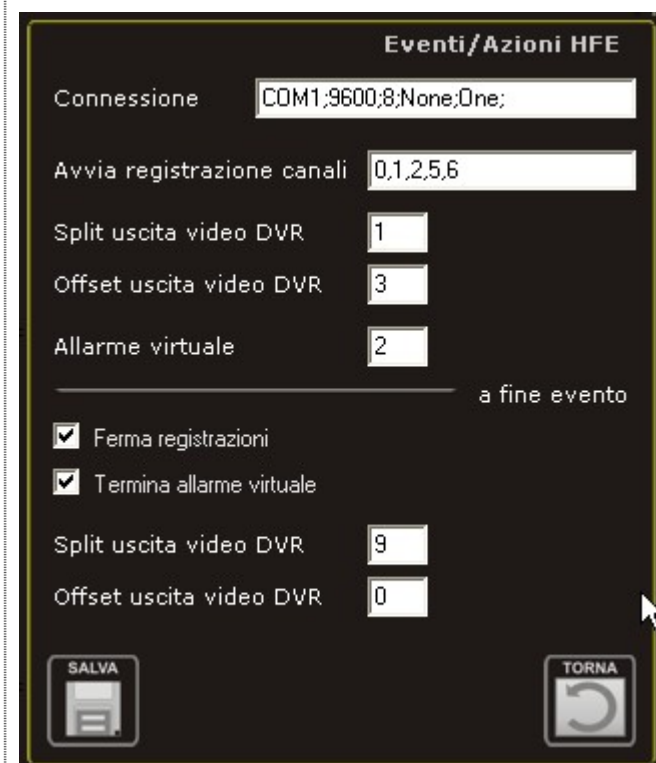 Eventi/Azioni HFE
Connessione COM1;9600;8;None;One;
Avvia registrazione canali 0,1,2,5,6
Split uscita video DVR 1
Offset uscita video DVR 3
Allarme virtuale 2
a fine evento
Ferma registrazioni
Termina allarme virtuale
Split uscita video DVR 9
Offset uscita video DVR 0
SALVA TORNA